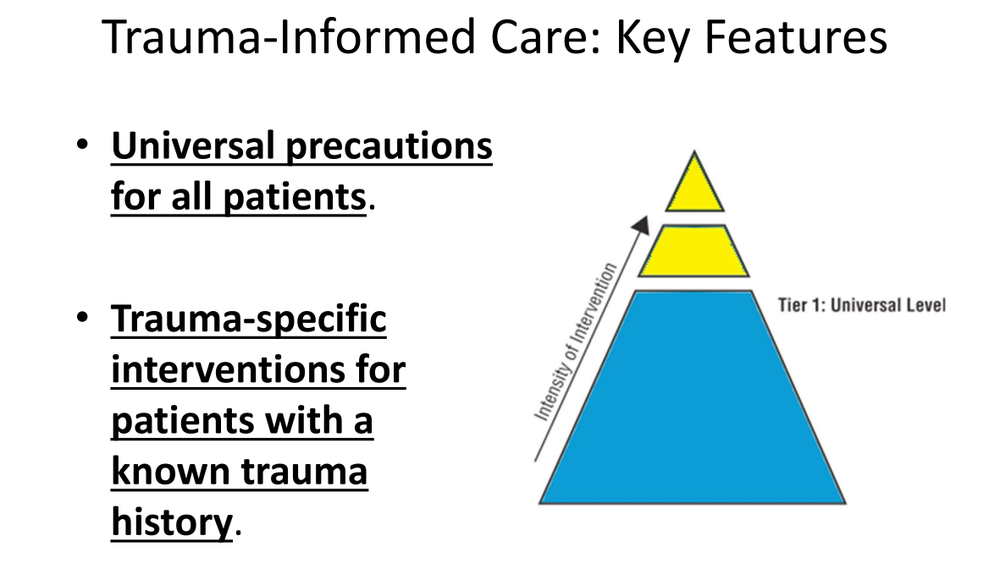 Trauma-Informed Care: Key Features
• Universal precautions
for all patients.
• Trauma-specific
interventions for
patients with a
known trauma
history.
Intensity of Intervention
Tier 1: Universal Level